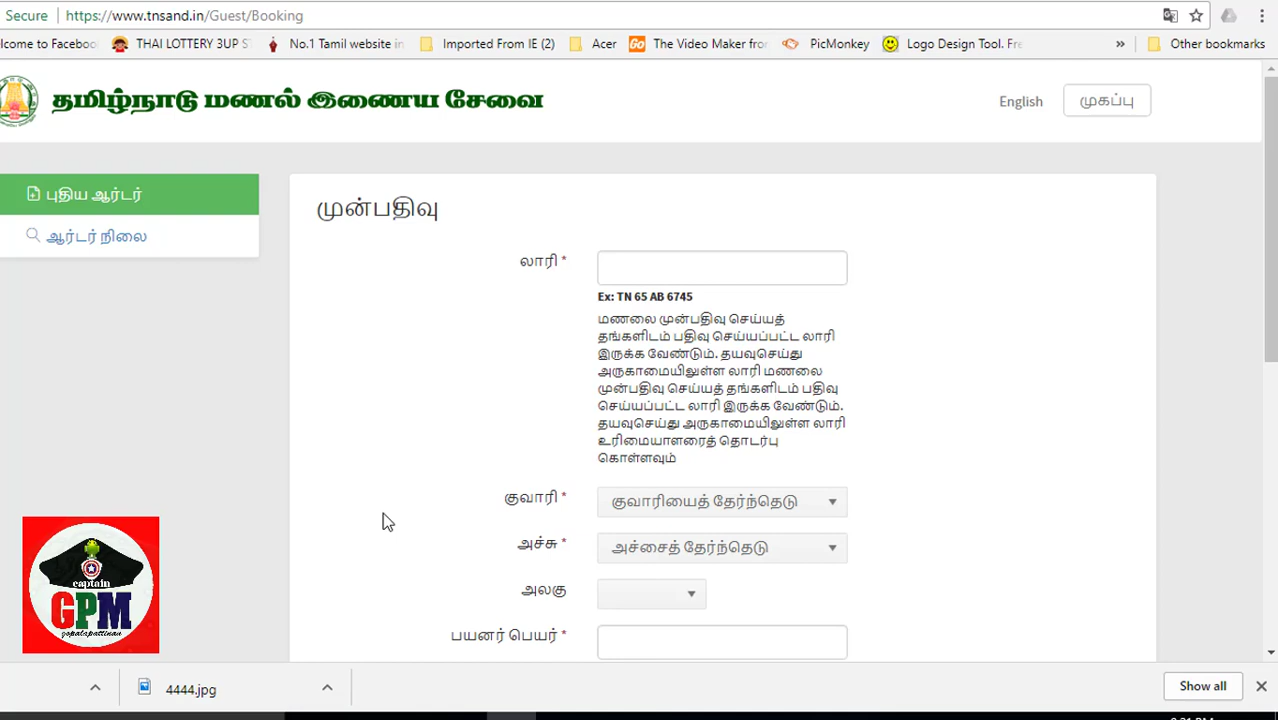 Secure | https://www.tnsand.in/Guest/Booking
elcome to Faceboo
THAI LOTTERY 3UP S
No.1 Tamil website in
Imported From IE (2)
Acer
GO
The Video Maker fro
PicMonkey
Logo Design Tool. Fre
»
Other bookmarks
தமிழ்நாடு மணல் இணைய சேவை
English
முகப்பு
புதிய ஆர்டர்
ஆர்டர் நிலை
முன்பதிவு
லாரி *
Ex: TN 65 AB 6745
மணலை முன்பதிவு செய்யத்
தங்களிடம் பதிவு செய்யப்பட்ட லாரி
இருக்க வேண்டும். தயவுசெய்து
அருகாமையிலுள்ள லாரி மணலை
முன்பதிவு செய்யத் தங்களிடம் பதிவு
செய்யப்பட்ட லாரி இருக்க வேண்டும்.
தயவுசெய்து அருகாமையிலுள்ள லாரி
உரிமையாளரைத் தொடர்பு
கொள்ளவும்
குவாரி *
குவாரியைத் தேர்ந்தெடு
அச்சு *
அச்சைத் தேர்ந்தெடு
அலகு
பயனர் பெயர் *
captain
GPM
gopalapattinam
4444.jpg
Show all